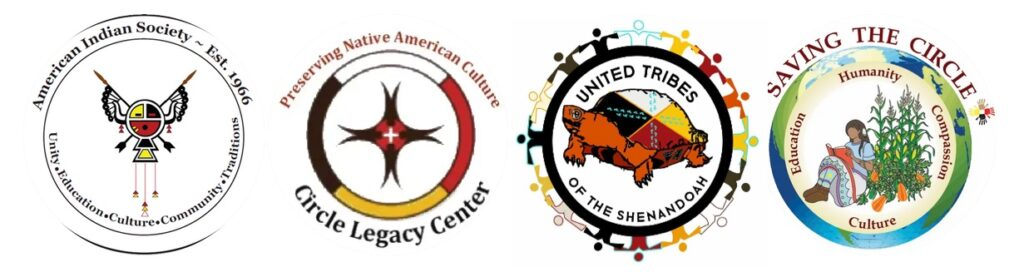 American Indian Society ~ Est. 1966
Unity•Education•Culture•Community•Traditions
Preserving Native American Culture
Circle Legacy Center
UNITED TRIBES
OF THE SHENANDOAH
SAVING THE CIRCLE
Humanity
Education
Compassion
Culture